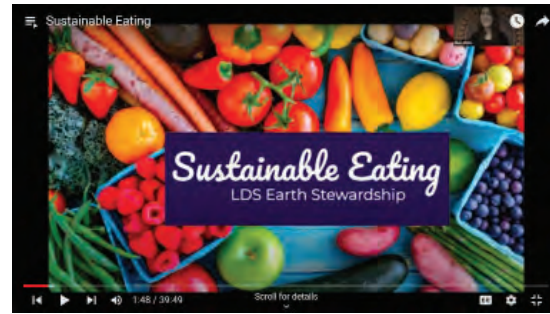 Sustainable Eating
Sustainable Eating
LDS Earth Stewardship
1:48 / 39:49
Scroll for details